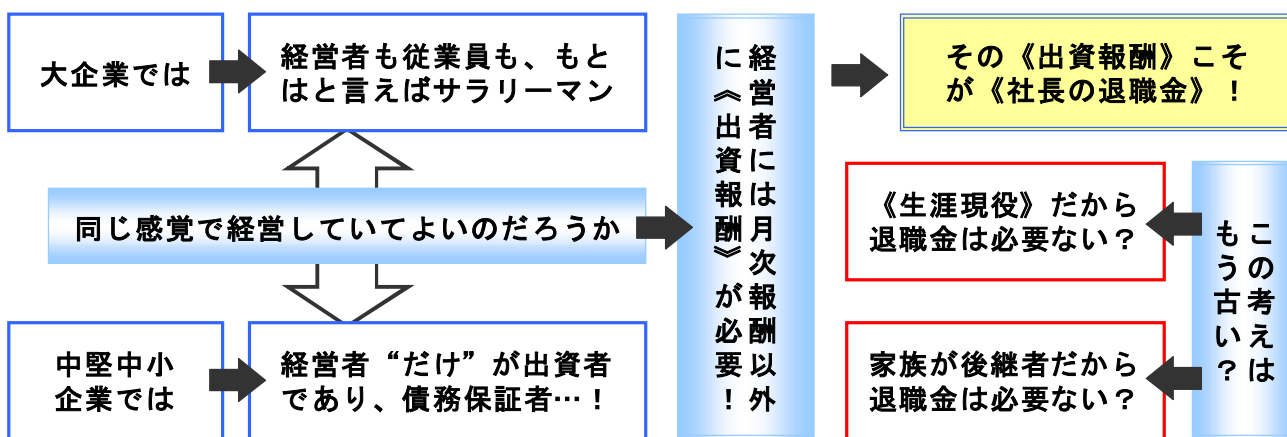 大企業では
経営者も従業員も、もと
はと言えばサラリーマン
同じ感覚で経営していてよいのだろうか
中堅中小
企業では
経営者“だけ”が出資者
であり、債務保証者…！
経営者には月次報酬以外
に《出資報酬》が必要！
その《出資報酬》こそ
が《社長の退職金》！
《生涯現役》だから
退職金は必要ない？
家族が後継者だから
退職金は必要ない？
この考えは
もう古い？